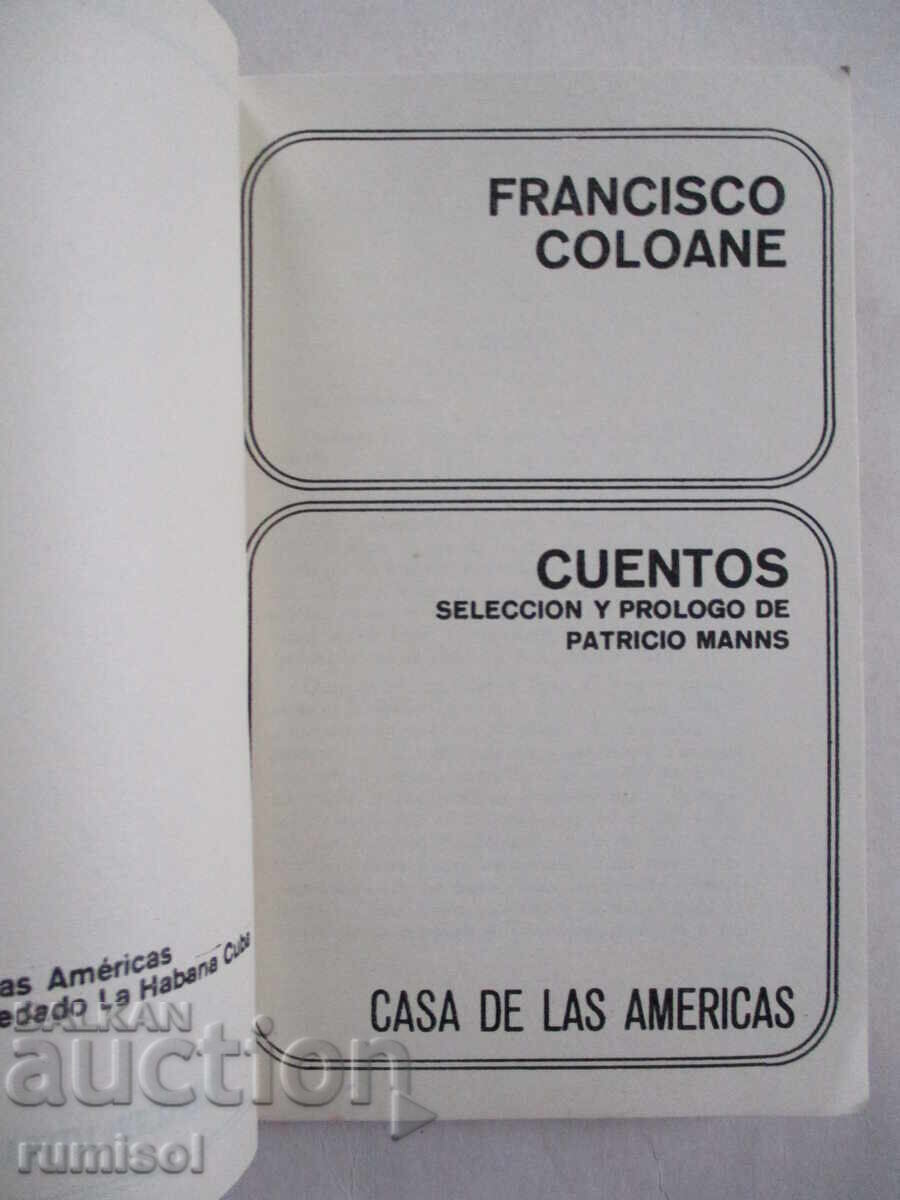 FRANCISCO
COLOANE
CUENTOS
SELECCION Y PROLOGO DE
PATRICIO MANNS
CASA DE LAS AMERICAS
as Américas
edado La Habana Cuba
BALKAN
auction
rumisol